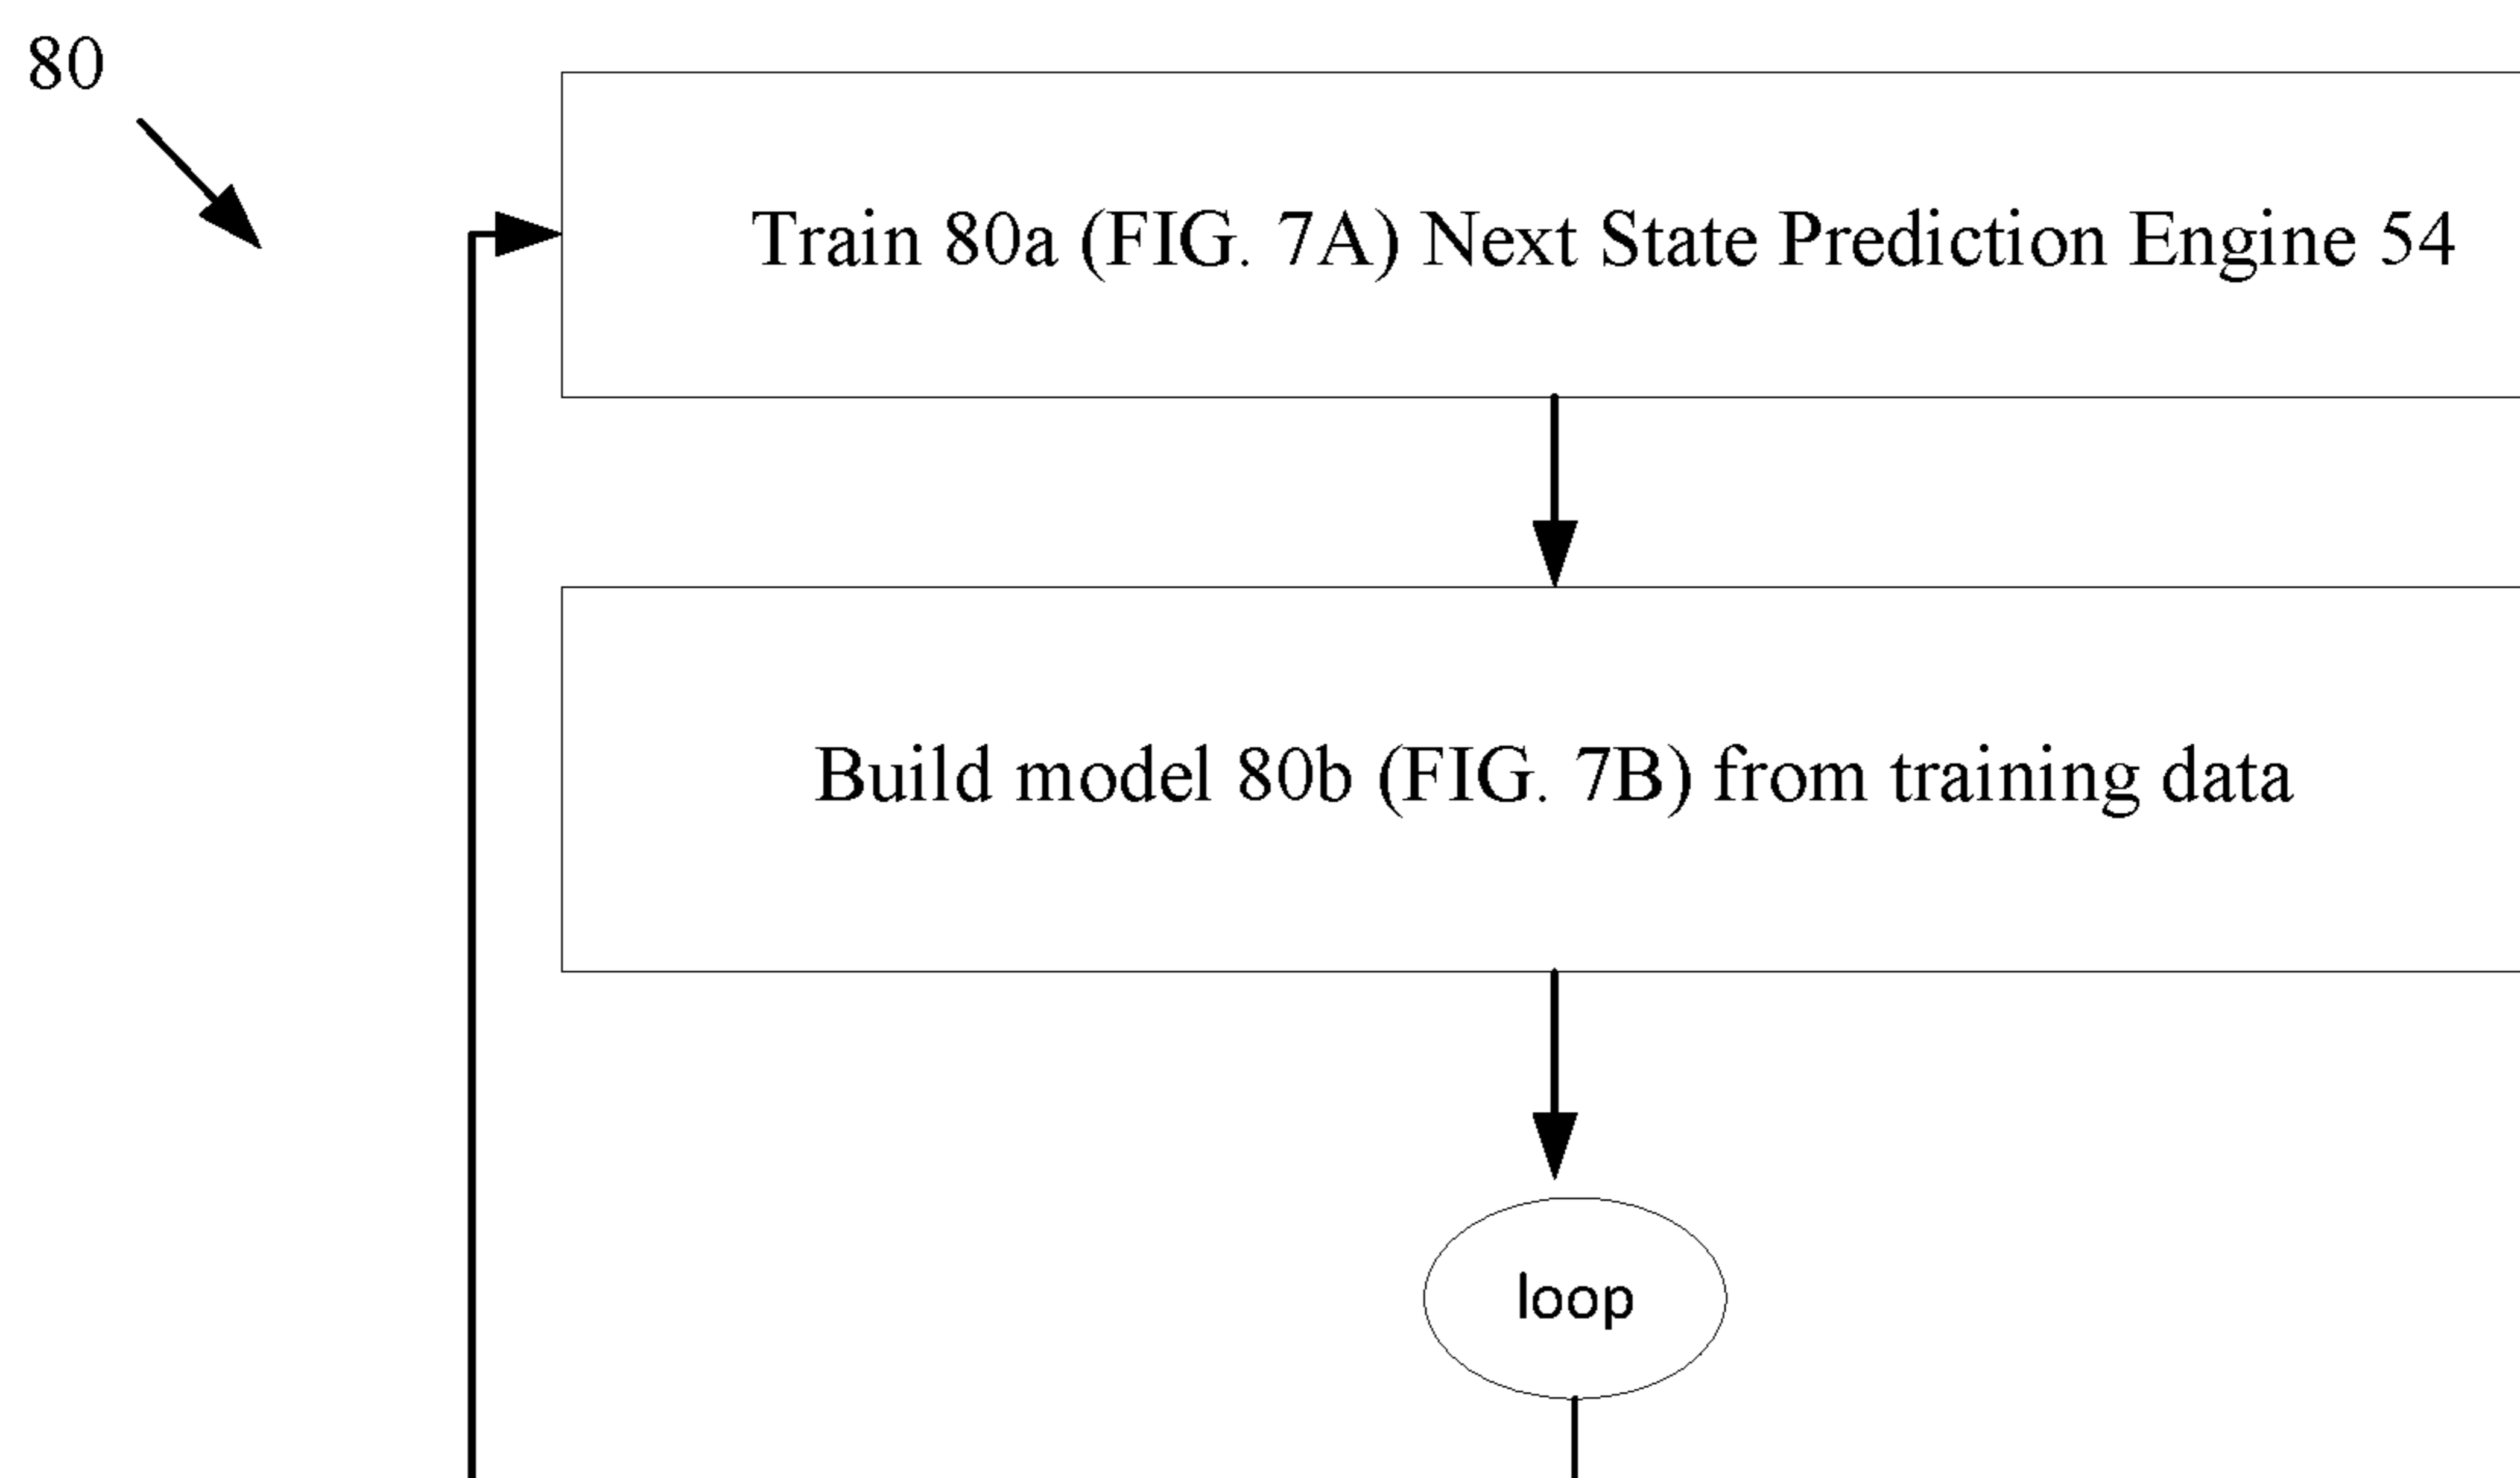 80
Train 80a (FIG. 7A) Next State Prediction Engine 54
Build model 80b (FIG. 7B) from training data
loop